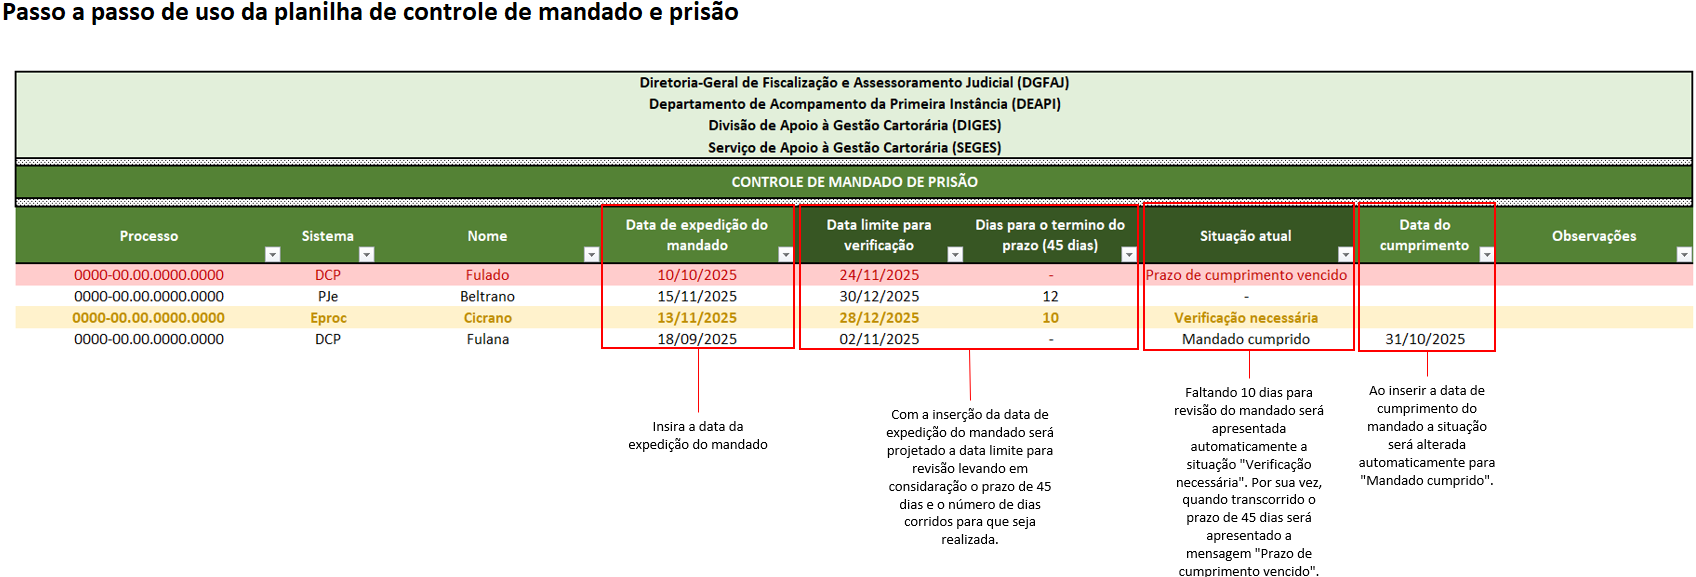 Passo a passo de uso da planilha de controle de mandado e prisão
Diretoria-Geral de Fiscalização e Assessoramento Judicial (DGFAJ)
Departamento de Acompamento da Primeira Instância (DEAPI)
Divisão de Apoio à Gestão Cartorária (DIGES)
Serviço de Apoio à Gestão Cartorária (SEGES)
CONTROLE DE MANDADO DE PRISÃO
Processo
Sistema
Nome
Data de expedição do
mandado
Data limite para
verificação
Dias para o termino do
prazo (45 dias)
Situação atual
Data do
cumprimento
Observações
0000-00.00.0000.0000 DCP Fulado 10/10/2025 24/11/2025 - Prazo de cumprimento vencido
0000-00.00.0000.0000 PJe Beltrano 15/11/2025 30/12/2025 12 -
0000-00.00.0000.0000 Eproc Cicrano 13/11/2025 28/12/2025 10 Verificação necessária
0000-00.00.0000.0000 DCP Fulana 18/09/2025 02/11/2025 - Mandado cumprido 31/10/2025
Insira a data da
expedição do mandado
Com a inserção da data de
expedição do mandado será
projetado a data limite para
revisão levando em
considaração o prazo de 45
dias e o número de dias
corridos para que seja
realizada.
Faltando 10 dias para
revisão do mandado será
apresentada
automaticamente a
situação "Verificação
necessária". Por sua vez,
quando transcorrido o
prazo de 45 dias será
apresentado a
mensagem "Prazo de
cumprimento vencido".
Ao inserir a data de
cumprimento do
mandado a situação
será alterada
automaticamente para
"Mandado cumprido".